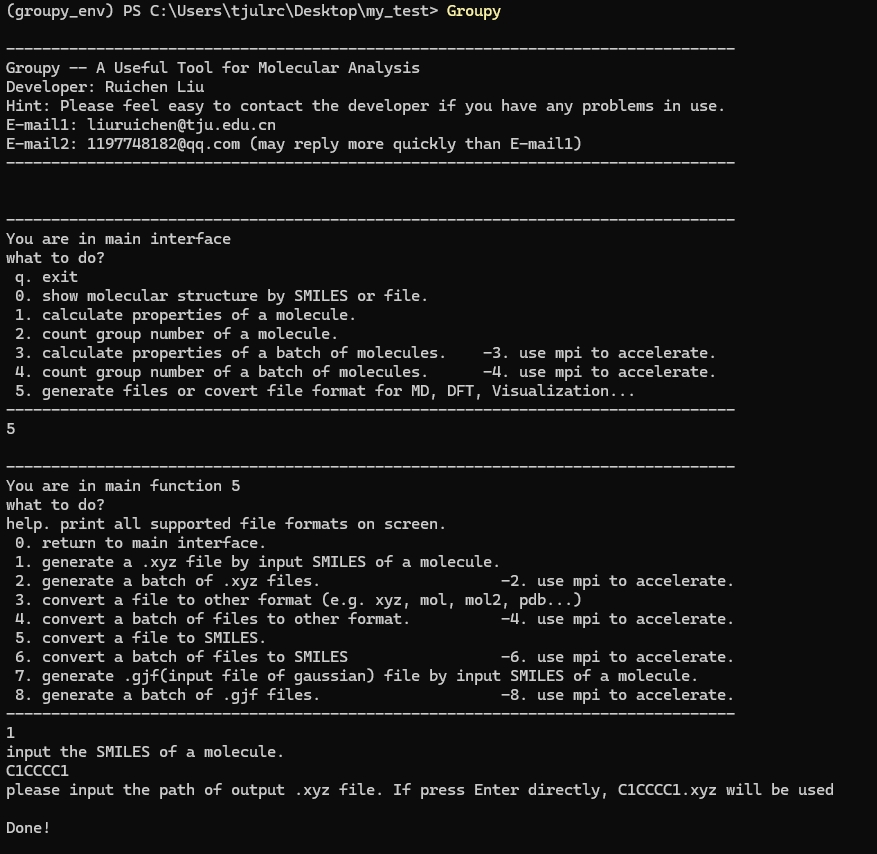 (groupy_env) PS C:\Users\tjulrc\Desktop\my_test> Groupy
---------------------------------------------------------------------------------
Groupy -- A Useful Tool for Molecular Analysis
Developer: Ruichen Liu
Hint: Please feel easy to contact the developer if you have any problems in use.
E-mail1: liuruichen@tju.edu.cn
E-mail2: 1197748182@qq.com (may reply more quickly than E-mail1)
---------------------------------------------------------------------------------
---------------------------------------------------------------------------------
You are in main interface
what to do?
 q. exit
 0. show molecular structure by SMILES or file.
 1. calculate properties of a molecule.
 2. count group number of a molecule.
 3. calculate properties of a batch of molecules.    -3. use mpi to accelerate.
 4. count group number of a batch of molecules.      -4. use mpi to accelerate.
 5. generate files or covert file format for MD, DFT, Visualization...
---------------------------------------------------------------------------------
5
---------------------------------------------------------------------------------
You are in main function 5
what to do?
help. print all supported file formats on screen.
 0. return to main interface.
 1. generate a .xyz file by input SMILES of a molecule.
 2. generate a batch of .xyz files.                    -2. use mpi to accelerate.
 3. convert a file to other format (e.g. xyz, mol, mol2, pdb...)
 4. convert a batch of files to other format.          -4. use mpi to accelerate.
 5. convert a file to SMILES.
 6. convert a batch of files to SMILES                 -6. use mpi to accelerate.
 7. generate .gjf(input file of gaussian) file by input SMILES of a molecule.
 8. generate a batch of .gjf files.                    -8. use mpi to accelerate.
---------------------------------------------------------------------------------
1
input the SMILES of a molecule.
C1CCCC1
please input the path of output .xyz file. If press Enter directly, C1CCCC1.xyz will be used
Done!